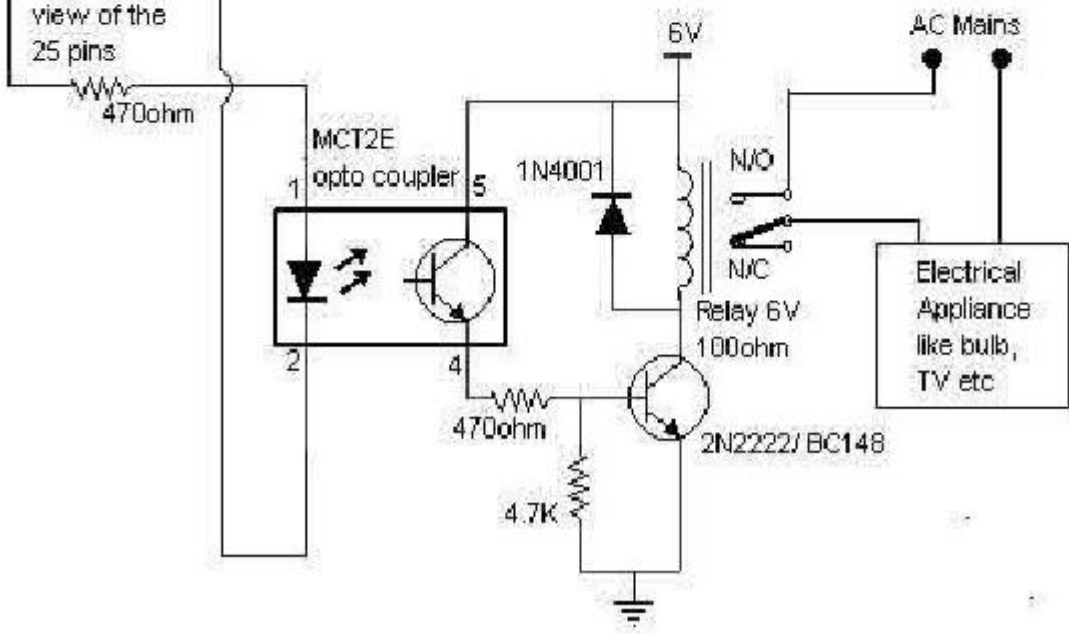 view of the
25 pins
470ohm
MCT2E
opto coupler
1
5
2
4
470ohm
4.7K
6V
1N4001
Relay 6V
100ohm
2N2222/ BC148
N/O
N/C
AC Mains
Electrical
Appliance
like bulb,
TV etc